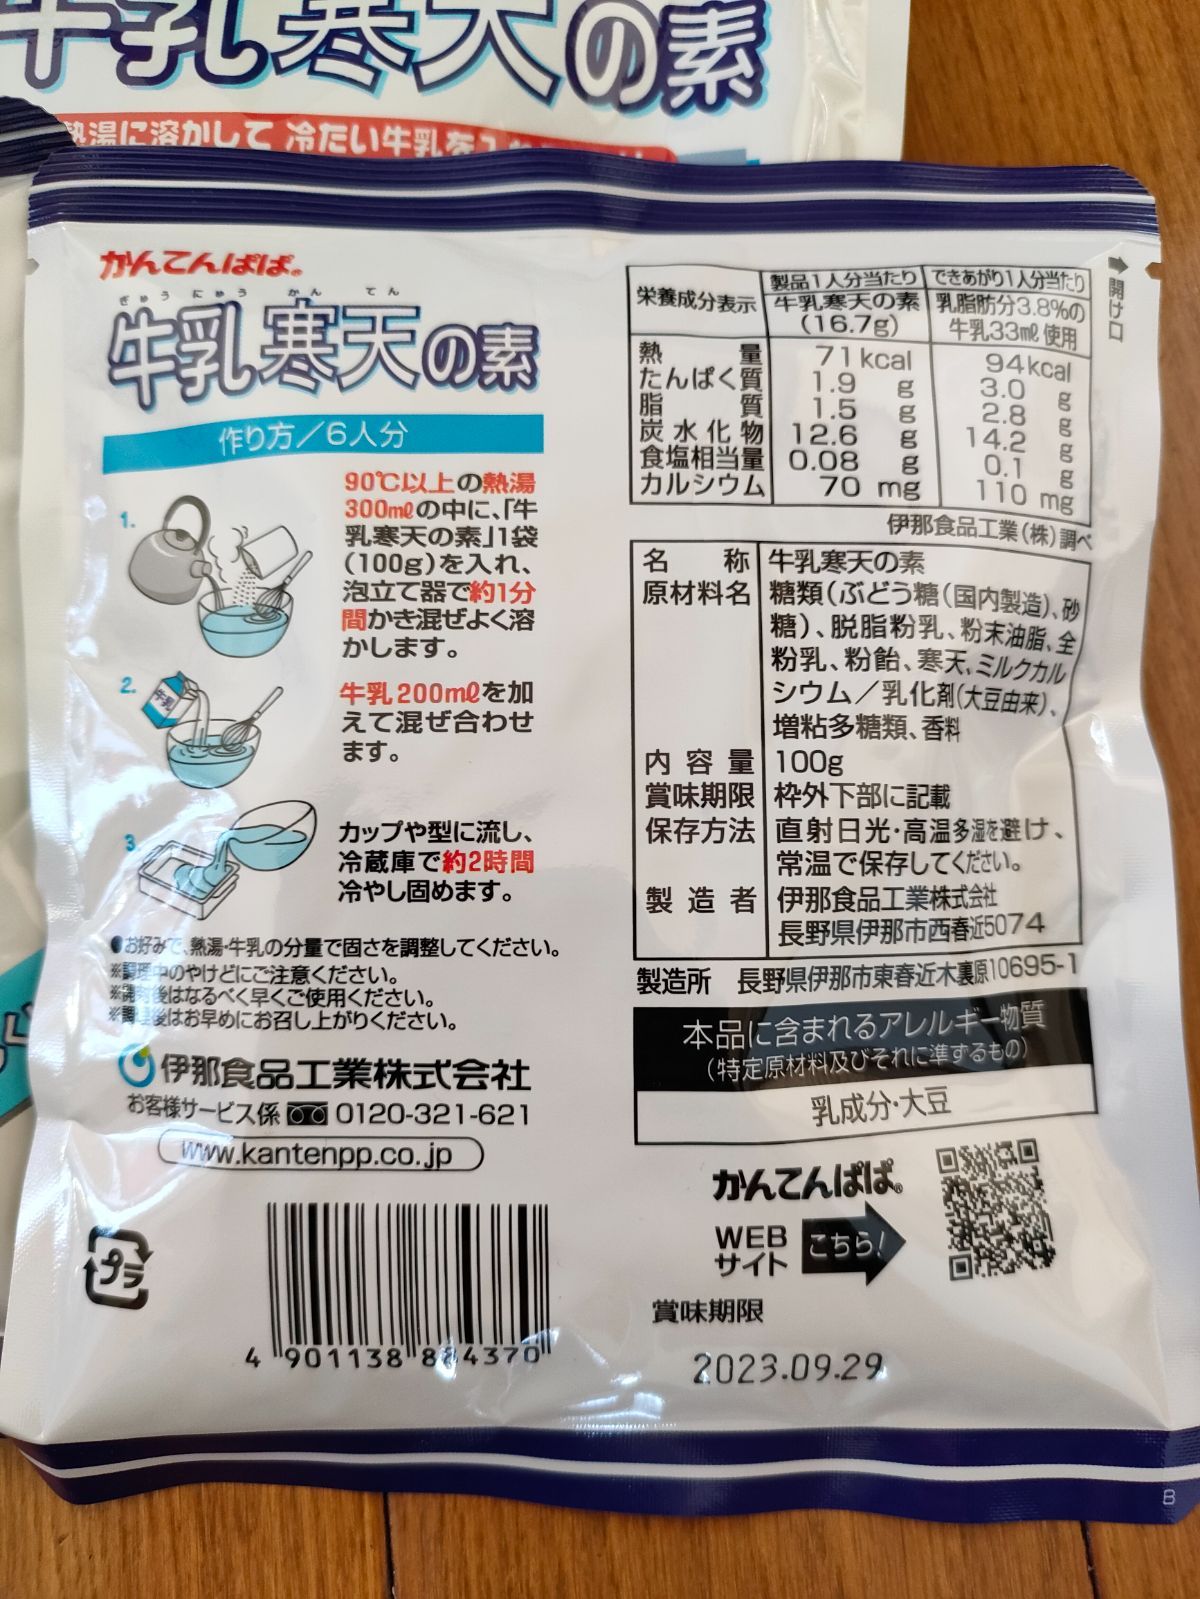 牛乳寒天の素
熱湯に溶かして 冷たい牛乳を
かんてんぱぱ®
ぎゅう にゅう かん てん
牛乳寒天の素
作り方/6人分
1.
90℃以上の熱湯
300mlの中に、「牛
乳寒天の素」1袋
(100g)を入れ、
泡立て器で約1分
間かき混ぜよく溶
かします。
2.
牛乳
牛乳200mlを加
えて混ぜ合わせ
ます。
3.
カップや型に流し、
冷蔵庫で約2時間
冷やし固めます。
●お好みで、熱湯・牛乳の分量で固さを調整してください。
※調理中のやけどにご注意ください。
※開封後はなるべく早くご使用ください。
※調理後はお早めにお召し上がりください。
伊那食品工業株式会社
お客様サービス係 0120-321-621
www.kantenpp.co.jp
プラ
4 901138 884370
➡開け口
栄養成分表示 製品1人分当たり できあがり1人分当たり
牛乳寒天の素 乳脂肪分3.8%の
(16.7g) 牛乳33ml使用
熱量 71kcal 94kcal
たんぱく質 1.9 g 3.0 g
脂質 1.5 g 2.8 g
炭水化物 12.6 g 14.2 g
食塩相当量 0.08 g 0.1 g
カルシウム 70 mg 110 mg
伊那食品工業(株)調べ
名称 牛乳寒天の素
原材料名 糖類(ぶどう糖(国内製造)、砂
糖)、脱脂粉乳、粉末油脂、全
粉乳、粉飴、寒天、ミルクカル
シウム/乳化剤(大豆由来)、
増粘多糖類、香料
内容量 100g
賞味期限 枠外下部に記載
保存方法 直射日光・高温多湿を避け、
常温で保存してください。
製造者 伊那食品工業株式会社
長野県伊那市西春近5074
製造所 長野県伊那市東春近木裏原10695-1
本品に含まれるアレルギー物質
(特定原材料及びそれに準ずるもの)
乳成分・大豆
かんてんぱぱ®
WEB
サイト
こちら!
賞味期限
2023.09.29
B